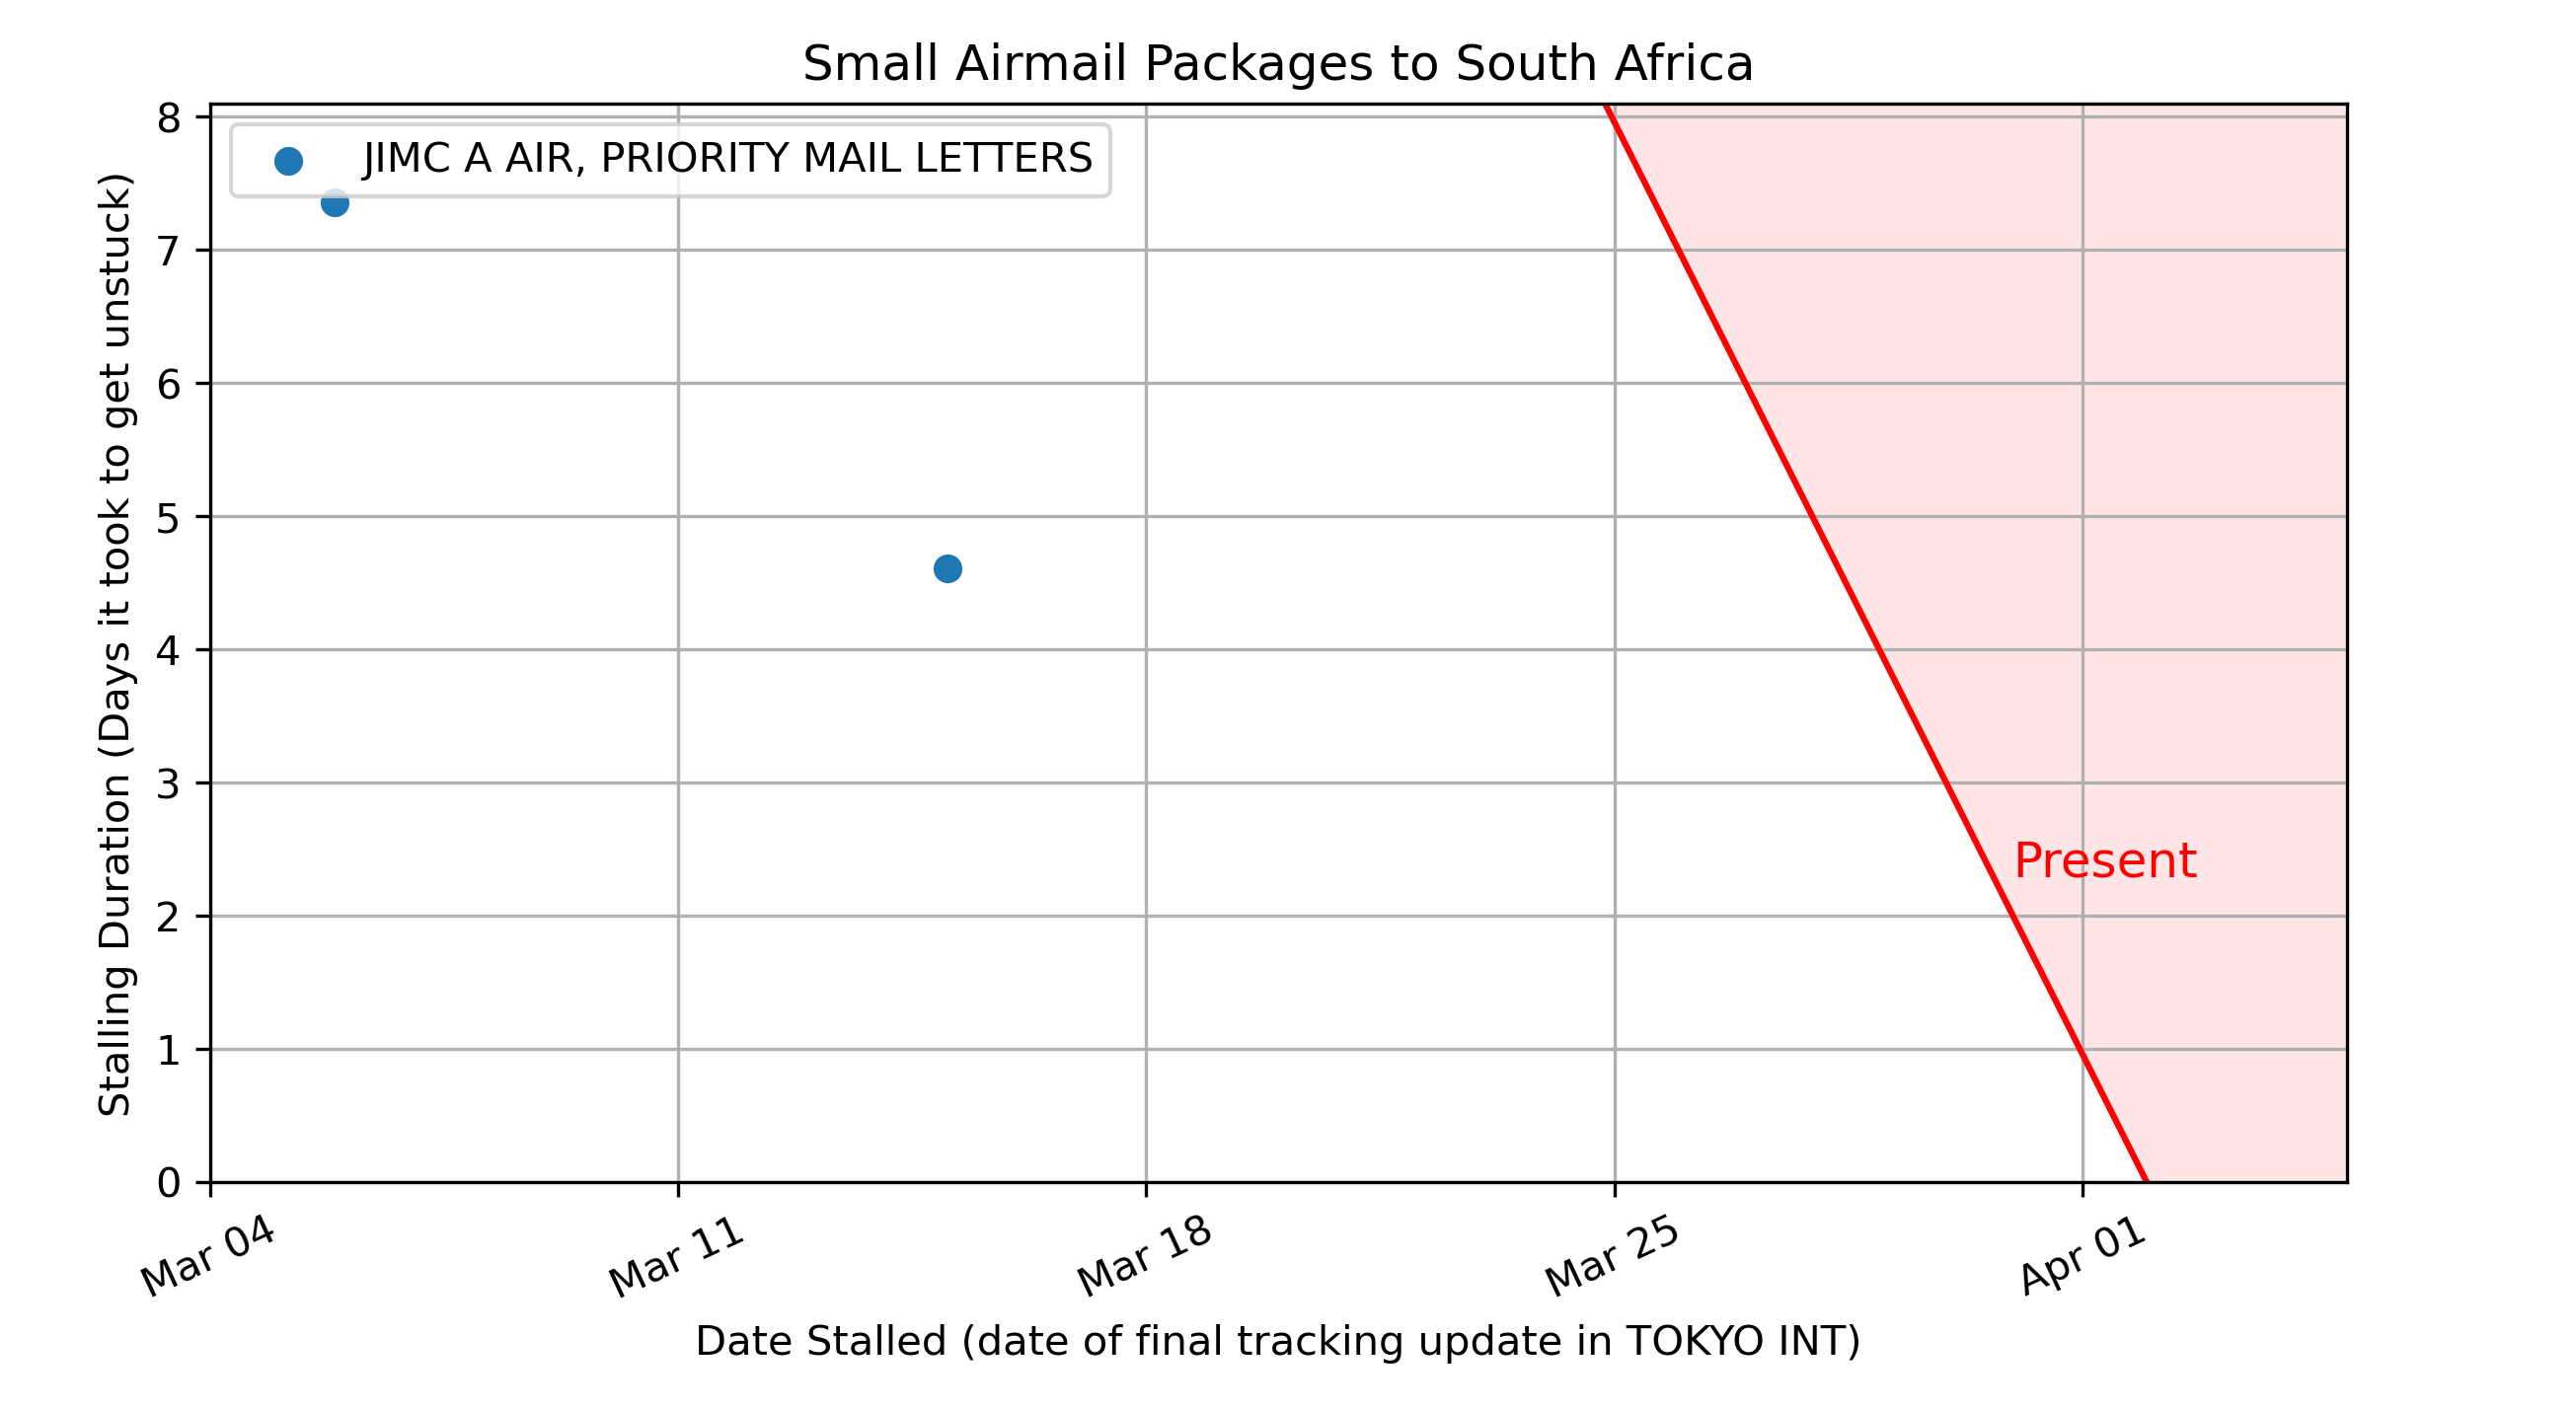 Small Airmail Packages to South Africa
JIMC A AIR, PRIORITY MAIL LETTERS
Stalling Duration (Days it took to get unstuck)
8
7
6
5
4
3
2
1
0
Present
Mar 04
Mar 11
Mar 18
Mar 25
Apr 01
Date Stalled (date of final tracking update in TOKYO INT)